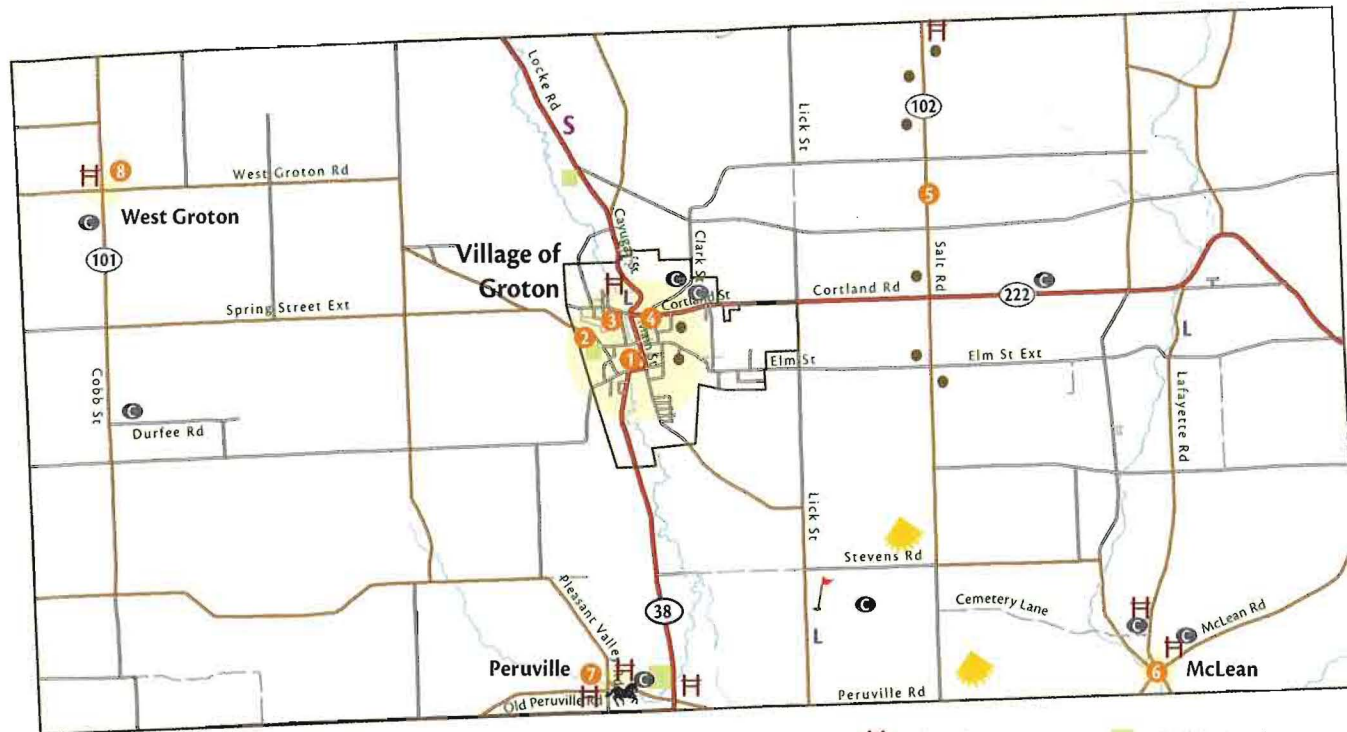 Locke Rd
S
Lick St
102
8
West Groton Rd
5
West Groton
C
101
Cayuga St
Clark St
Village of
Groton
C
C
L
Cortland St
Cortland Rd
Salt Rd
C
222
Spring Street Ext
3
4
2
Main St
1
Elm St
Elm St Ext
L
Cobb St
C
Durfee Rd
Lafayette Rd
Lick St
Stevens Rd
Pleasant Valley
38
C
L
Cemetery Lane
C
C
McLean Rd
Peruville
7
C
Old Peruville Rd
Peruville Rd
6
McLean